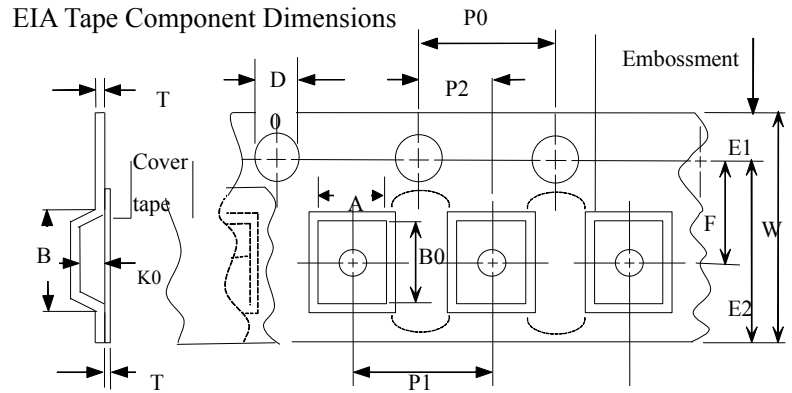 EIA Tape Component Dimensions
P0
Embossment
D
0
P2
T
Cover
tape
E1
A
F
W
B
K0
B0
E2
T
P1